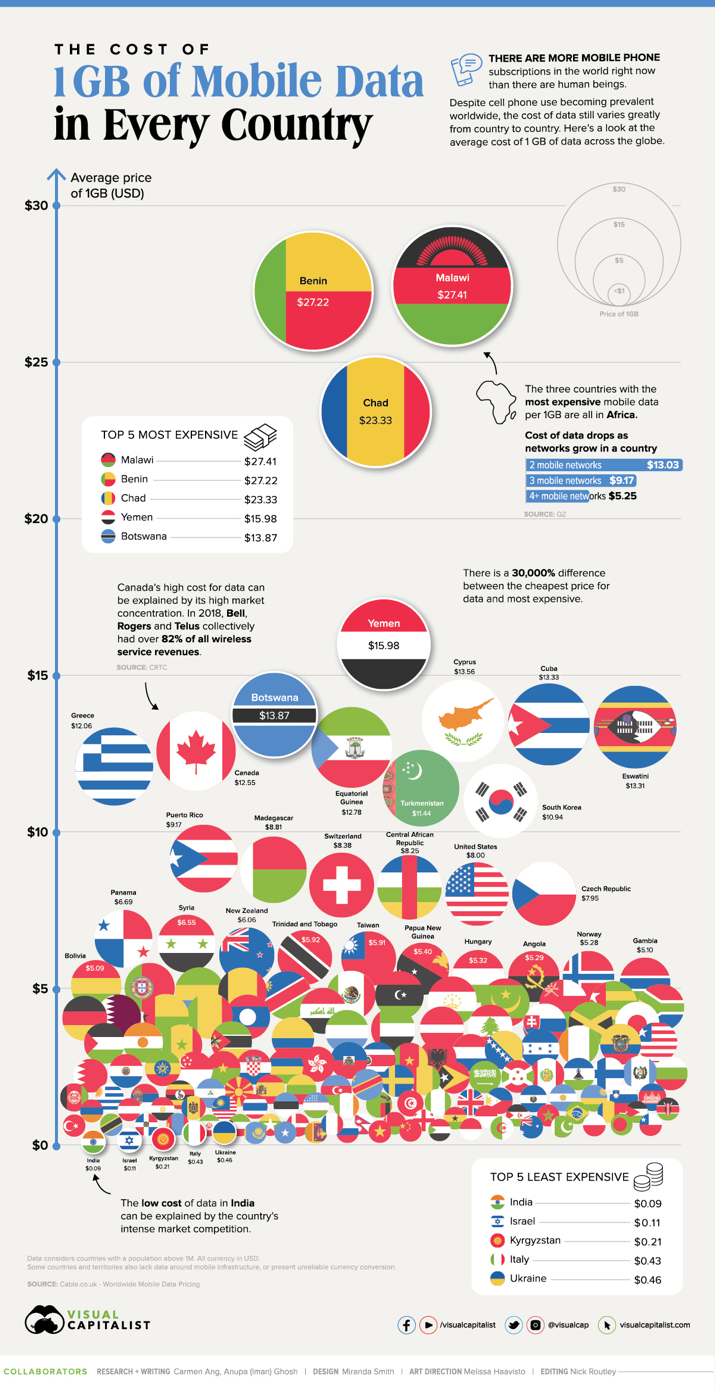 THE COST OF
1GB of Mobile Data
in Every Country
THERE ARE MORE MOBILE PHONE
subscriptions in the world right now
than there are human beings.
Despite cell phone use becoming prevalent
worldwide, the cost of data still varies greatly
from country to country. Here's a look at the
average cost of 1 GB of data across the globe.
Average price
of 1GB (USD)
$30
$30
$15
$5
<$1
Price of 1GB
Benin
$27.22
Malawi
$27.41
$25
Chad
$23.33
The three countries with the
most expensive mobile data
per 1GB are all in Africa.
Cost of data drops as
networks grow in a country
2 mobile networks $13.03
3 mobile networks $9.17
4+ mobile networks $5.25
SOURCE: QZ
TOP 5 MOST EXPENSIVE
Malawi $27.41
Benin $27.22
Chad $23.33
Yemen $15.98
Botswana $13.87
$20
There is a 30,000% difference
between the cheapest price for
data and most expensive.
Canada's high cost for data can
be explained by its high market
concentration. In 2018, Bell,
Rogers and Telus collectively
had over 82% of all wireless
service revenues.
SOURCE: CRTC
Yemen
$15.98
$15
Cyprus
$13.56
Cuba
$13.33
Botswana
$13.87
Greece
$12.06
Canada
$12.55
Equatorial
Guinea
$12.78
Turkmenistan
$11.44
South Korea
$10.94
Eswatini
$13.31
$10
Puerto Rico
$9.17
Madagascar
$8.81
Switzerland
$8.38
Central African
Republic
$8.25
United States
$8.00
Czech Republic
$7.95
Panama
$6.69
Syria
$6.55
New Zealand
$6.06
Trinidad and Tobago
$5.92
Taiwan
$5.91
Papua New
Guinea
$5.40
Hungary
$5.32
Angola
$5.29
Norway
$5.28
Gambia
$5.10
Bolivia
$5.09
$5
$0
India
$0.09
Israel
$0.11
Kyrgyzstan
$0.21
Italy
$0.43
Ukraine
$0.46
The low cost of data in India
can be explained by the country's
intense market competition.
TOP 5 LEAST EXPENSIVE
India $0.09
Israel $0.11
Kyrgyzstan $0.21
Italy $0.43
Ukraine $0.46
Data considers countries with a population above 1M. All currency in USD.
Some countries and territories also lack data around mobile infrastructure, or present unreliable currency conversion.
SOURCE: Cable.co.uk - Worldwide Mobile Data Pricing
VISUAL
CAPITALIST
/visualcapitalist @visualcap visualcapitalist.com
COLLABORATORS RESEARCH + WRITING Carmen Ang, Anupa (Iman) Ghosh | DESIGN Miranda Smith | ART DIRECTION Melissa Haavisto | EDITING Nick Routley